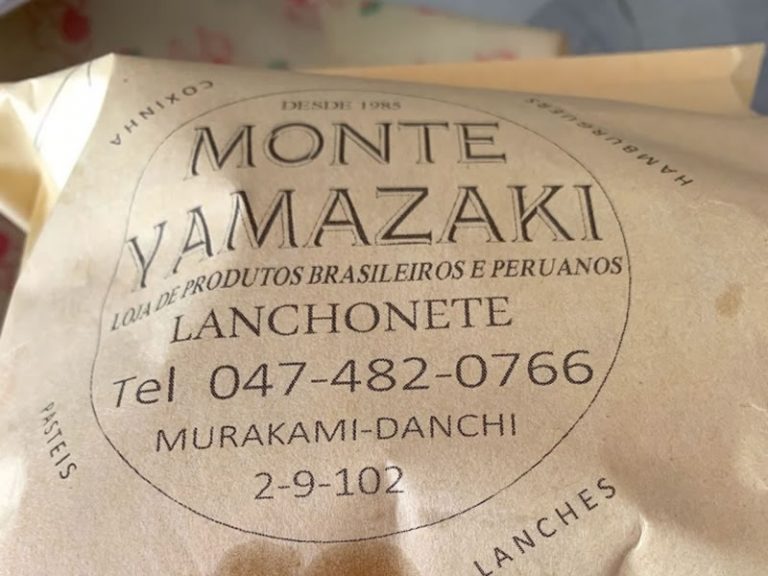 COXINHA
HAMBURGUERS
DESDE 1985
MONTE
YAMAZAKI
LOJA DE PRODUTOS BRASILEIROS E PERUANOS
LANCHONETE
Tel 047-482-0766
MURAKAMI-DANCHI
2-9-102
PASTEIS
LANCHES